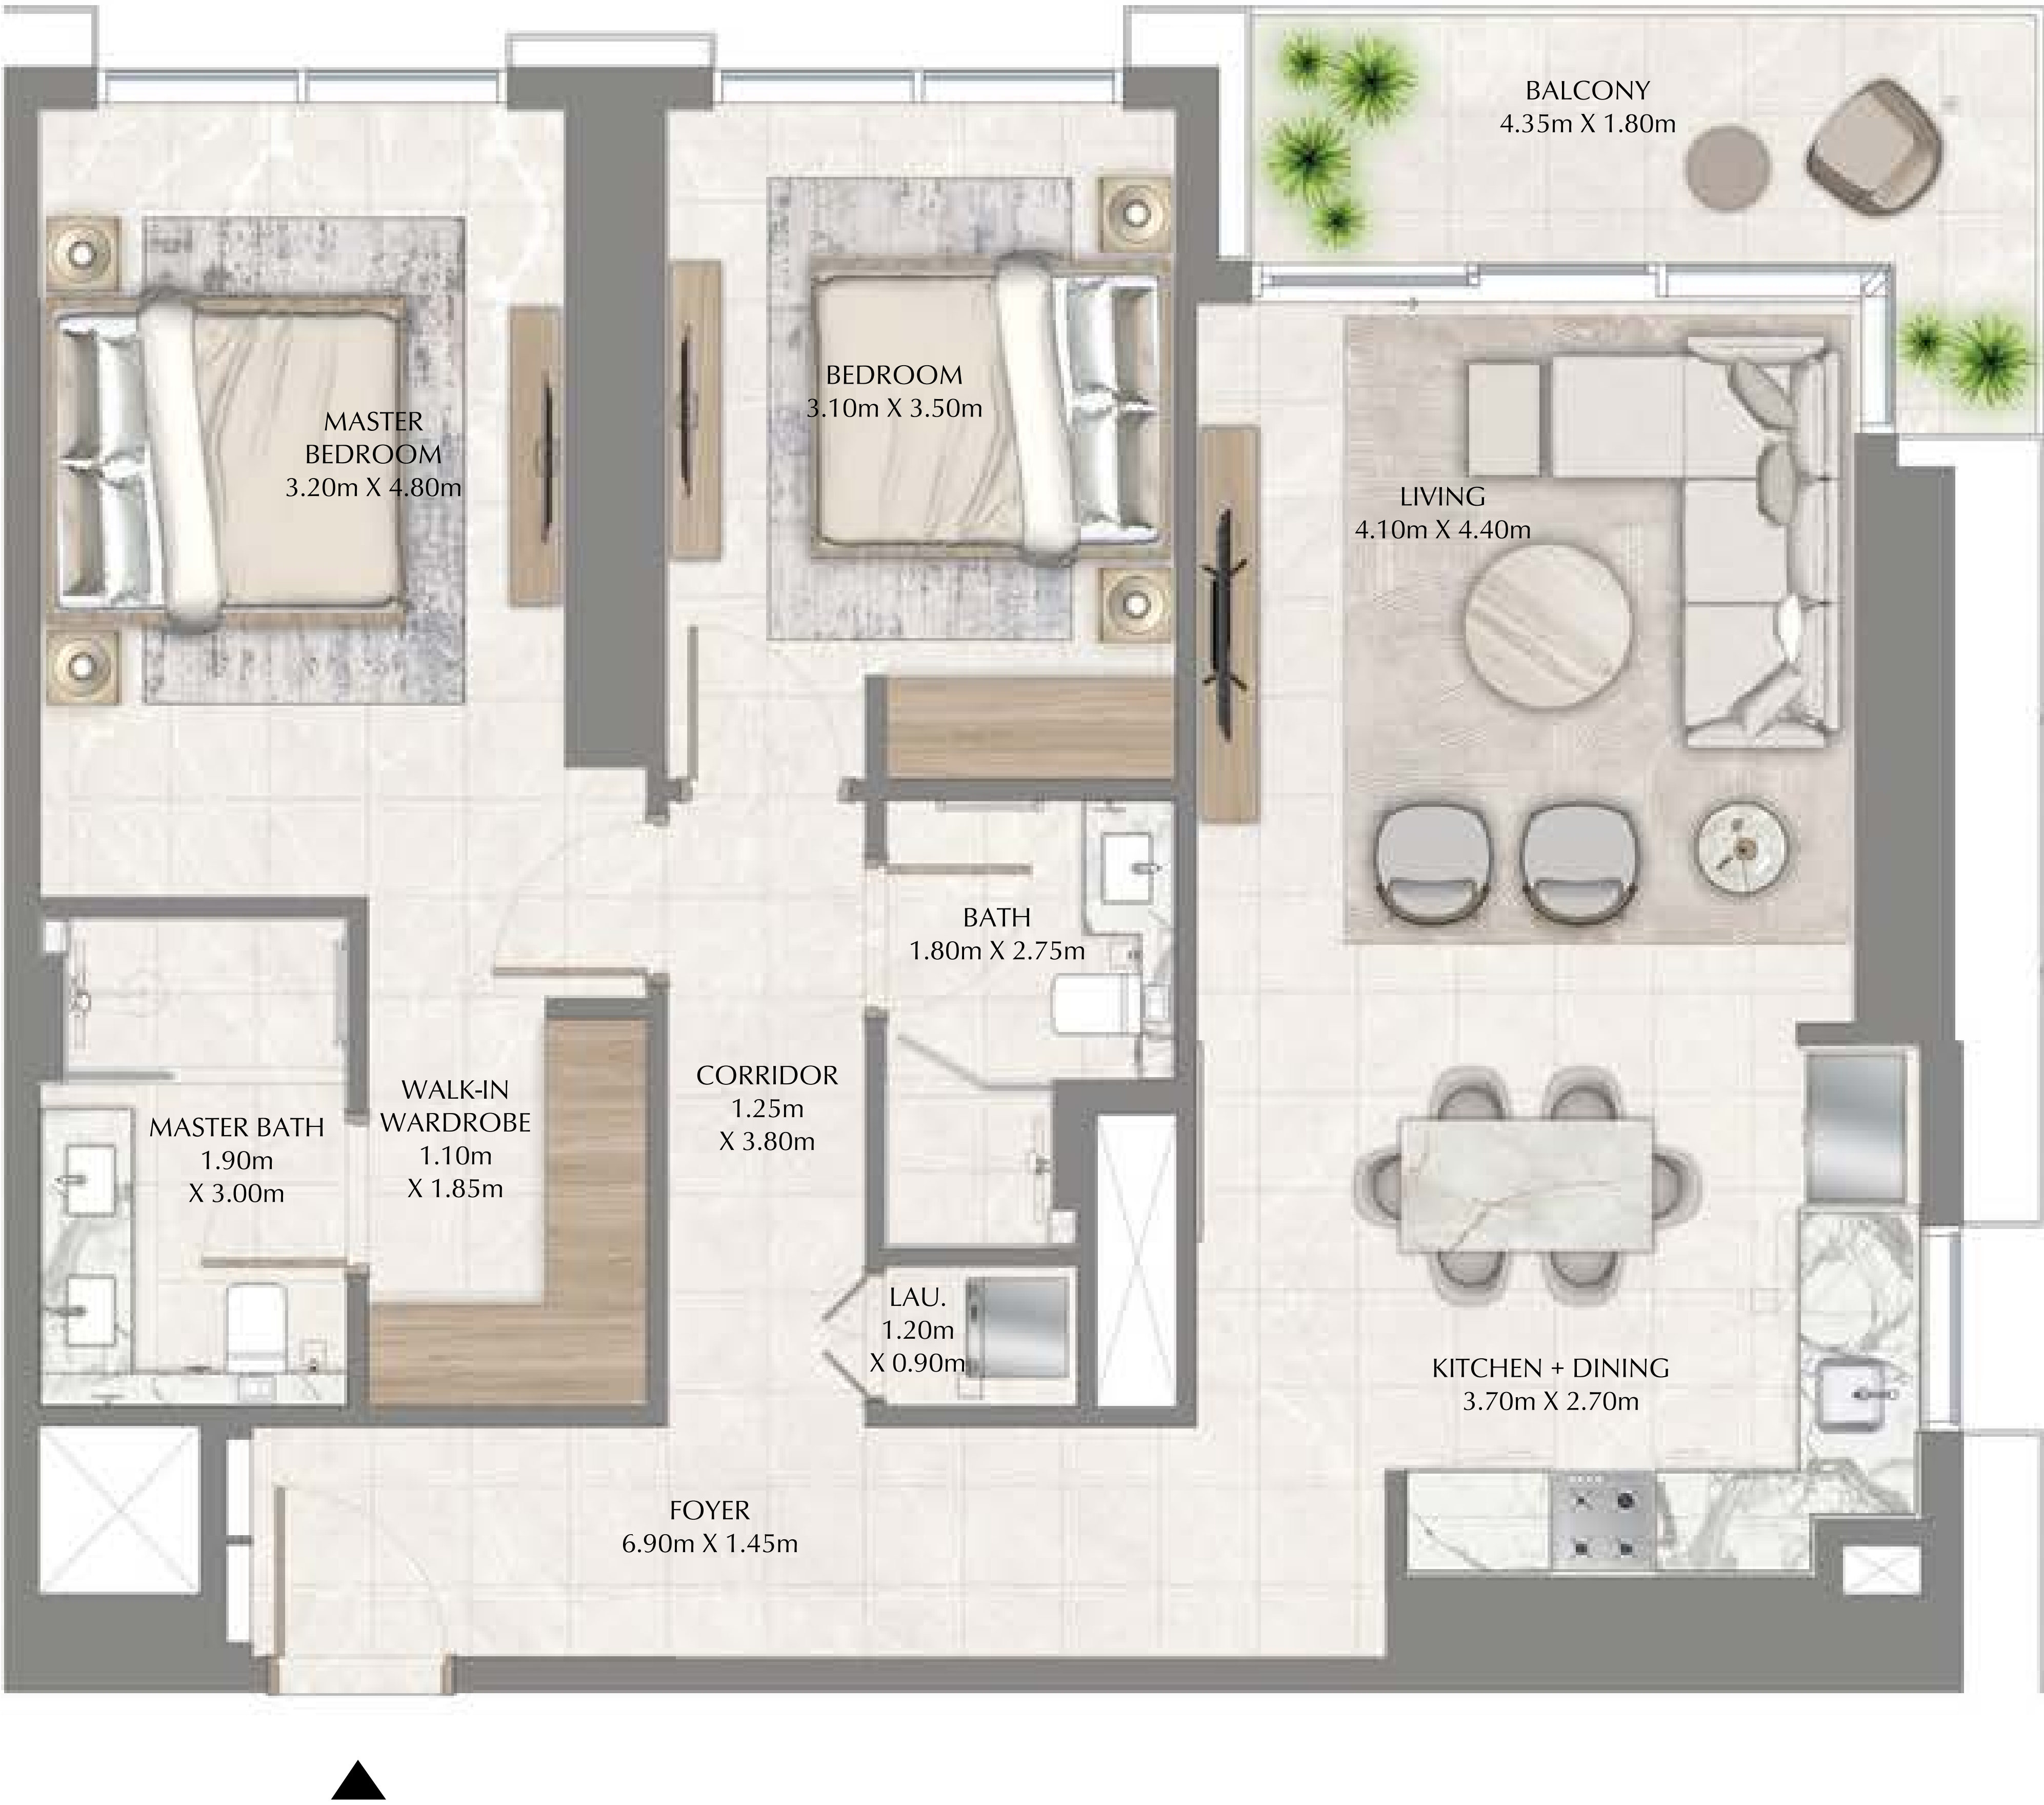 BALCONY
4.35m X 1.80m
BEDROOM
3.10m X 3.50m
MASTER
BEDROOM
3.20m X 4.80m
LIVING
4.10m X 4.40m
BATH
1.80m X 2.75m
CORRIDOR
1.25m
X 3.80m
WALK-IN
WARDROBE
1.10m
X 1.85m
MASTER BATH
1.90m
X 3.00m
LAU.
1.20m
X 0.90m
KITCHEN + DINING
3.70m X 2.70m
FOYER
6.90m X 1.45m